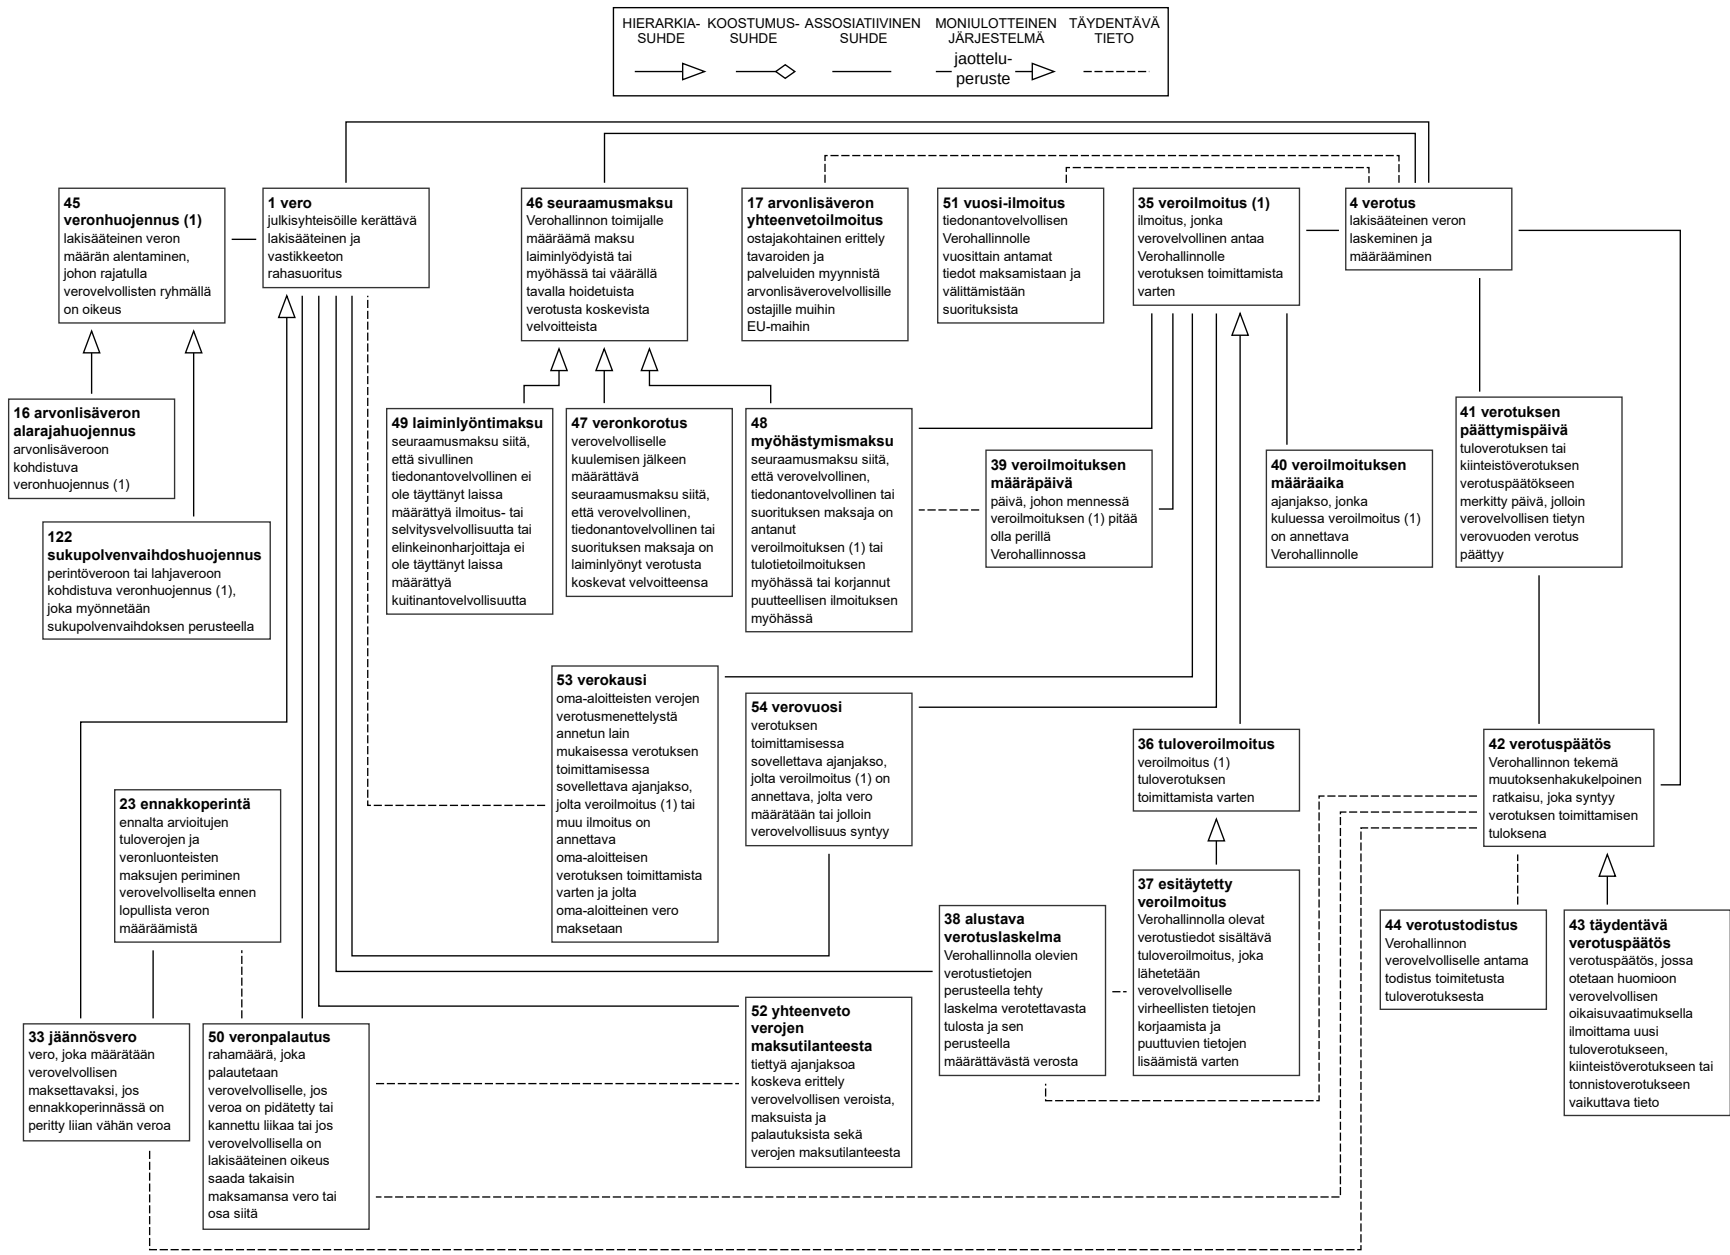 HIERARKIA-
SUHDE
KOOSTUMUS-
SUHDE
ASSOSIATIIVINEN
SUHDE
MONIULOTTEINEN
JÄRJESTELMÄ
TÄYDENTÄVÄ
TIETO
jaottelu-
peruste
45
veronhuojennus (1)
lakisääteinen veron
määrän alentaminen,
johon rajatulla
verovelvollisten ryhmällä
on oikeus
1 vero
julkisyhteisöille kerättävä
lakisääteinen ja
vastikkeeton
rahasuoritus
46 seuraamusmaksu
Verohallinnon toimijalle
määräämä maksu
laiminlyödyistä tai
myöhässä tai väärällä
tavalla hoidetuista
verotusta koskevista
velvoitteista
17 arvonlisäveron
yhteenvetoilmoitus
ostajakohtainen erittely
tavaroiden ja
palveluiden myynnistä
arvonlisäverovelvollisille
ostajille muihin
EU-maihin
51 vuosi-ilmoitus
tiedonantovelvollisen
Verohallinnolle
vuosittain antamat
tiedot maksamistaan ja
välittämistään
suorituksista
35 veroilmoitus (1)
ilmoitus, jonka
verovelvollinen antaa
Verohallinnolle
verotuksen toimittamista
varten
4 verotus
lakisääteinen veron
laskeminen ja
määrääminen
16 arvonlisäveron
alarajahuojennus
arvonlisäveroon
kohdistuva
veronhuojennus (1)
122
sukupolvenvaihdoshuojennus
perintöveroon tai lahjaveroon
kohdistuva veronhuojennus (1),
joka myönnetään
sukupolvenvaihdoksen perusteella
49 laiminlyöntimaksu
seuraamusmaksu siitä,
että sivullinen
tiedonantovelvollinen ei
ole täyttänyt laissa
määrättyä ilmoitus- tai
selvitysvelvollisuutta tai
elinkeinonharjoittaja ei
ole täyttänyt laissa
määrättyä
kuitinantovelvollisuutta
47 veronkorotus
verovelvolliselle
kuulemisen jälkeen
määrättävä
seuraamusmaksu siitä,
että verovelvollinen,
tiedonantovelvollinen tai
suorituksen maksaja on
laiminlyönyt verotusta
koskevat velvoitteensa
48
myöhästymismaksu
seuraamusmaksu siitä,
että verovelvollinen,
tiedonantovelvollinen tai
suorituksen maksaja on
antanut
veroilmoituksen (1) tai
tulotietoilmoituksen
myöhässä tai korjannut
puutteellisen ilmoituksen
myöhässä
39 veroilmoituksen
määräpäivä
päivä, johon mennessä
veroilmoituksen (1) pitää
olla perillä
Verohallinnossa
40 veroilmoituksen
määräaika
ajanjakso, jonka
kuluessa veroilmoitus (1)
on annettava
Verohallinnolle
41 verotuksen
päättymispäivä
tuloverotuksen tai
kiinteistöverotuksen
verotuspäätökseen
merkitty päivä, jolloin
verovelvollisen tietyn
verovuoden verotus
päättyy
53 verokausi
oma-aloitteisten verojen
verotusmenettelystä
annetun lain
mukaisessa verotuksen
toimittamisessa
sovellettava ajanjakso,
jolta veroilmoitus (1) tai
muu ilmoitus on
annettava
oma-aloitteisen
verotuksen toimittamista
varten ja jolta
oma-aloitteinen vero
maksetaan
54 verovuosi
verotuksen
toimittamisessa
sovellettava ajanjakso,
jolta veroilmoitus (1) on
annettava, jolta vero
määrätään tai jolloin
verovelvollisuus syntyy
36 tuloveroilmoitus
veroilmoitus (1)
tuloverotuksen
toimittamista varten
42 verotuspäätös
Verohallinnon tekemä
muutoksenhakukelpoinen
ratkaisu, joka syntyy
verotuksen toimittamisen
tuloksena
23 ennakkoperintä
ennalta arvioitujen
tuloverojen ja
veronluonteisten
maksujen periminen
verovelvolliselta ennen
lopullista veron
määräämistä
38 alustava
verotuslaskelma
Verohallinnolla olevien
verotustietojen
perusteella tehty
laskelma verotettavasta
tulosta ja sen
perusteella
määrättävästä verosta
37 esitäytetty
veroilmoitus
Verohallinnolla olevat
verotustiedot sisältävä
tuloveroilmoitus, joka
lähetetään
verovelvolliselle
virheellisten tietojen
korjaamista ja
puuttuvien tietojen
lisäämistä varten
44 verotustodistus
Verohallinnon
verovelvolliselle antama
todistus toimitetusta
tuloverotuksesta
43 täydentävä
verotuspäätös
verotuspäätös, jossa
otetaan huomioon
verovelvollisen
oikaisuvaatimuksella
ilmoittama uusi
tuloverotukseen,
kiinteistöverotukseen tai
tonnistoverotukseen
vaikuttava tieto
33 jäännösvero
vero, joka määrätään
verovelvollisen
maksettavaksi, jos
ennakkoperinnässä on
peritty liian vähän veroa
50 veronpalautus
rahamäärä, joka
palautetaan
verovelvolliselle, jos
veroa on pidätetty tai
kannettu liikaa tai jos
verovelvollisella on
lakisääteinen oikeus
saada takaisin
maksamansa vero tai
osa siitä
52 yhteenveto
verojen
maksutilanteesta
tiettyä ajanjaksoa
koskeva erittely
verovelvollisen veroista,
maksuista ja
palautuksista sekä
verojen maksutilanteesta